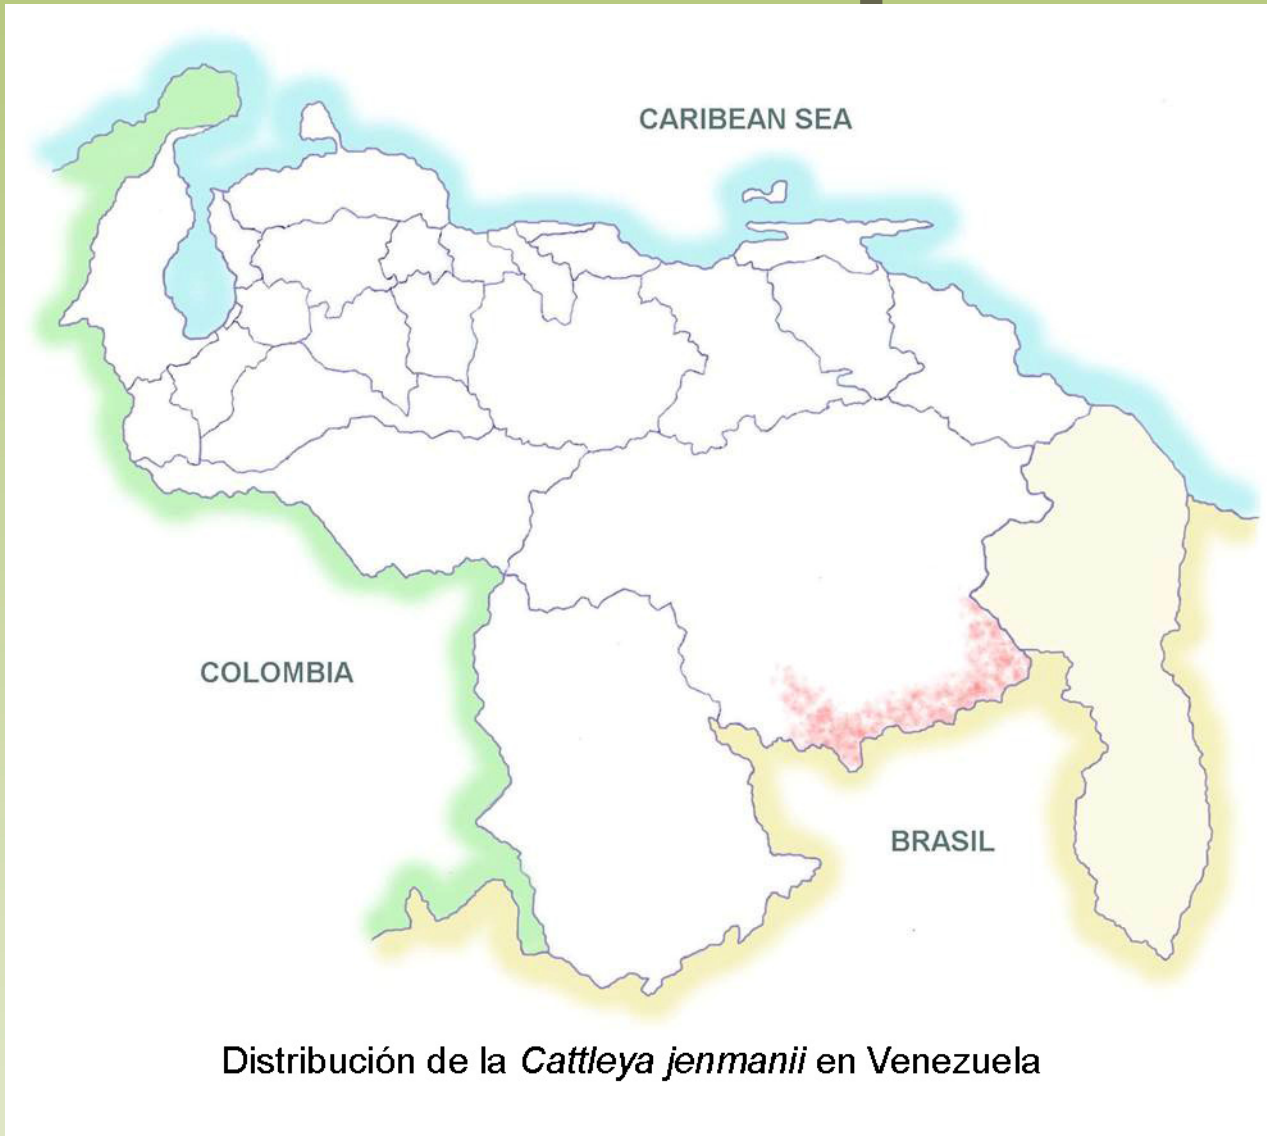 CARIBEAN SEA
COLOMBIA
BRASIL
Distribución de la Cattleya jenmanii en Venezuela